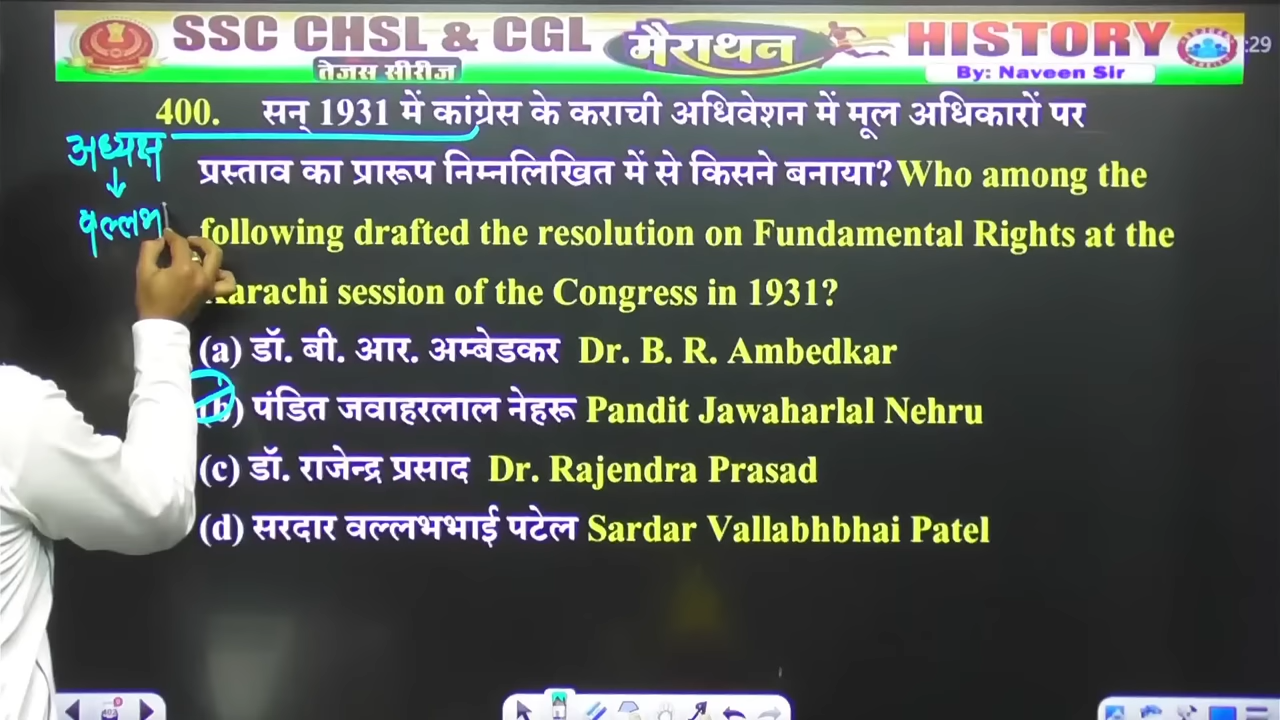 SSC CHSL & CGL
तेजस सीरीज
मैराथन
HISTORY
By: Naveen Sir
:29
400. सन् 1931 में कांग्रेस के कराची अधिवेशन में मूल अधिकारों पर
प्रस्ताव का प्रारूप निम्नलिखित में से किसने बनाया? Who among the
following drafted the resolution on Fundamental Rights at the
Karachi session of the Congress in 1931?
(a) डॉ. बी. आर. अम्बेडकर Dr. B. R. Ambedkar
(b) पंडित जवाहरलाल नेहरू Pandit Jawaharlal Nehru
(c) डॉ. राजेन्द्र प्रसाद Dr. Rajendra Prasad
(d) सरदार वल्लभभाई पटेल Sardar Vallabhbhai Patel
अध्यक्ष
↓
वल्लभ